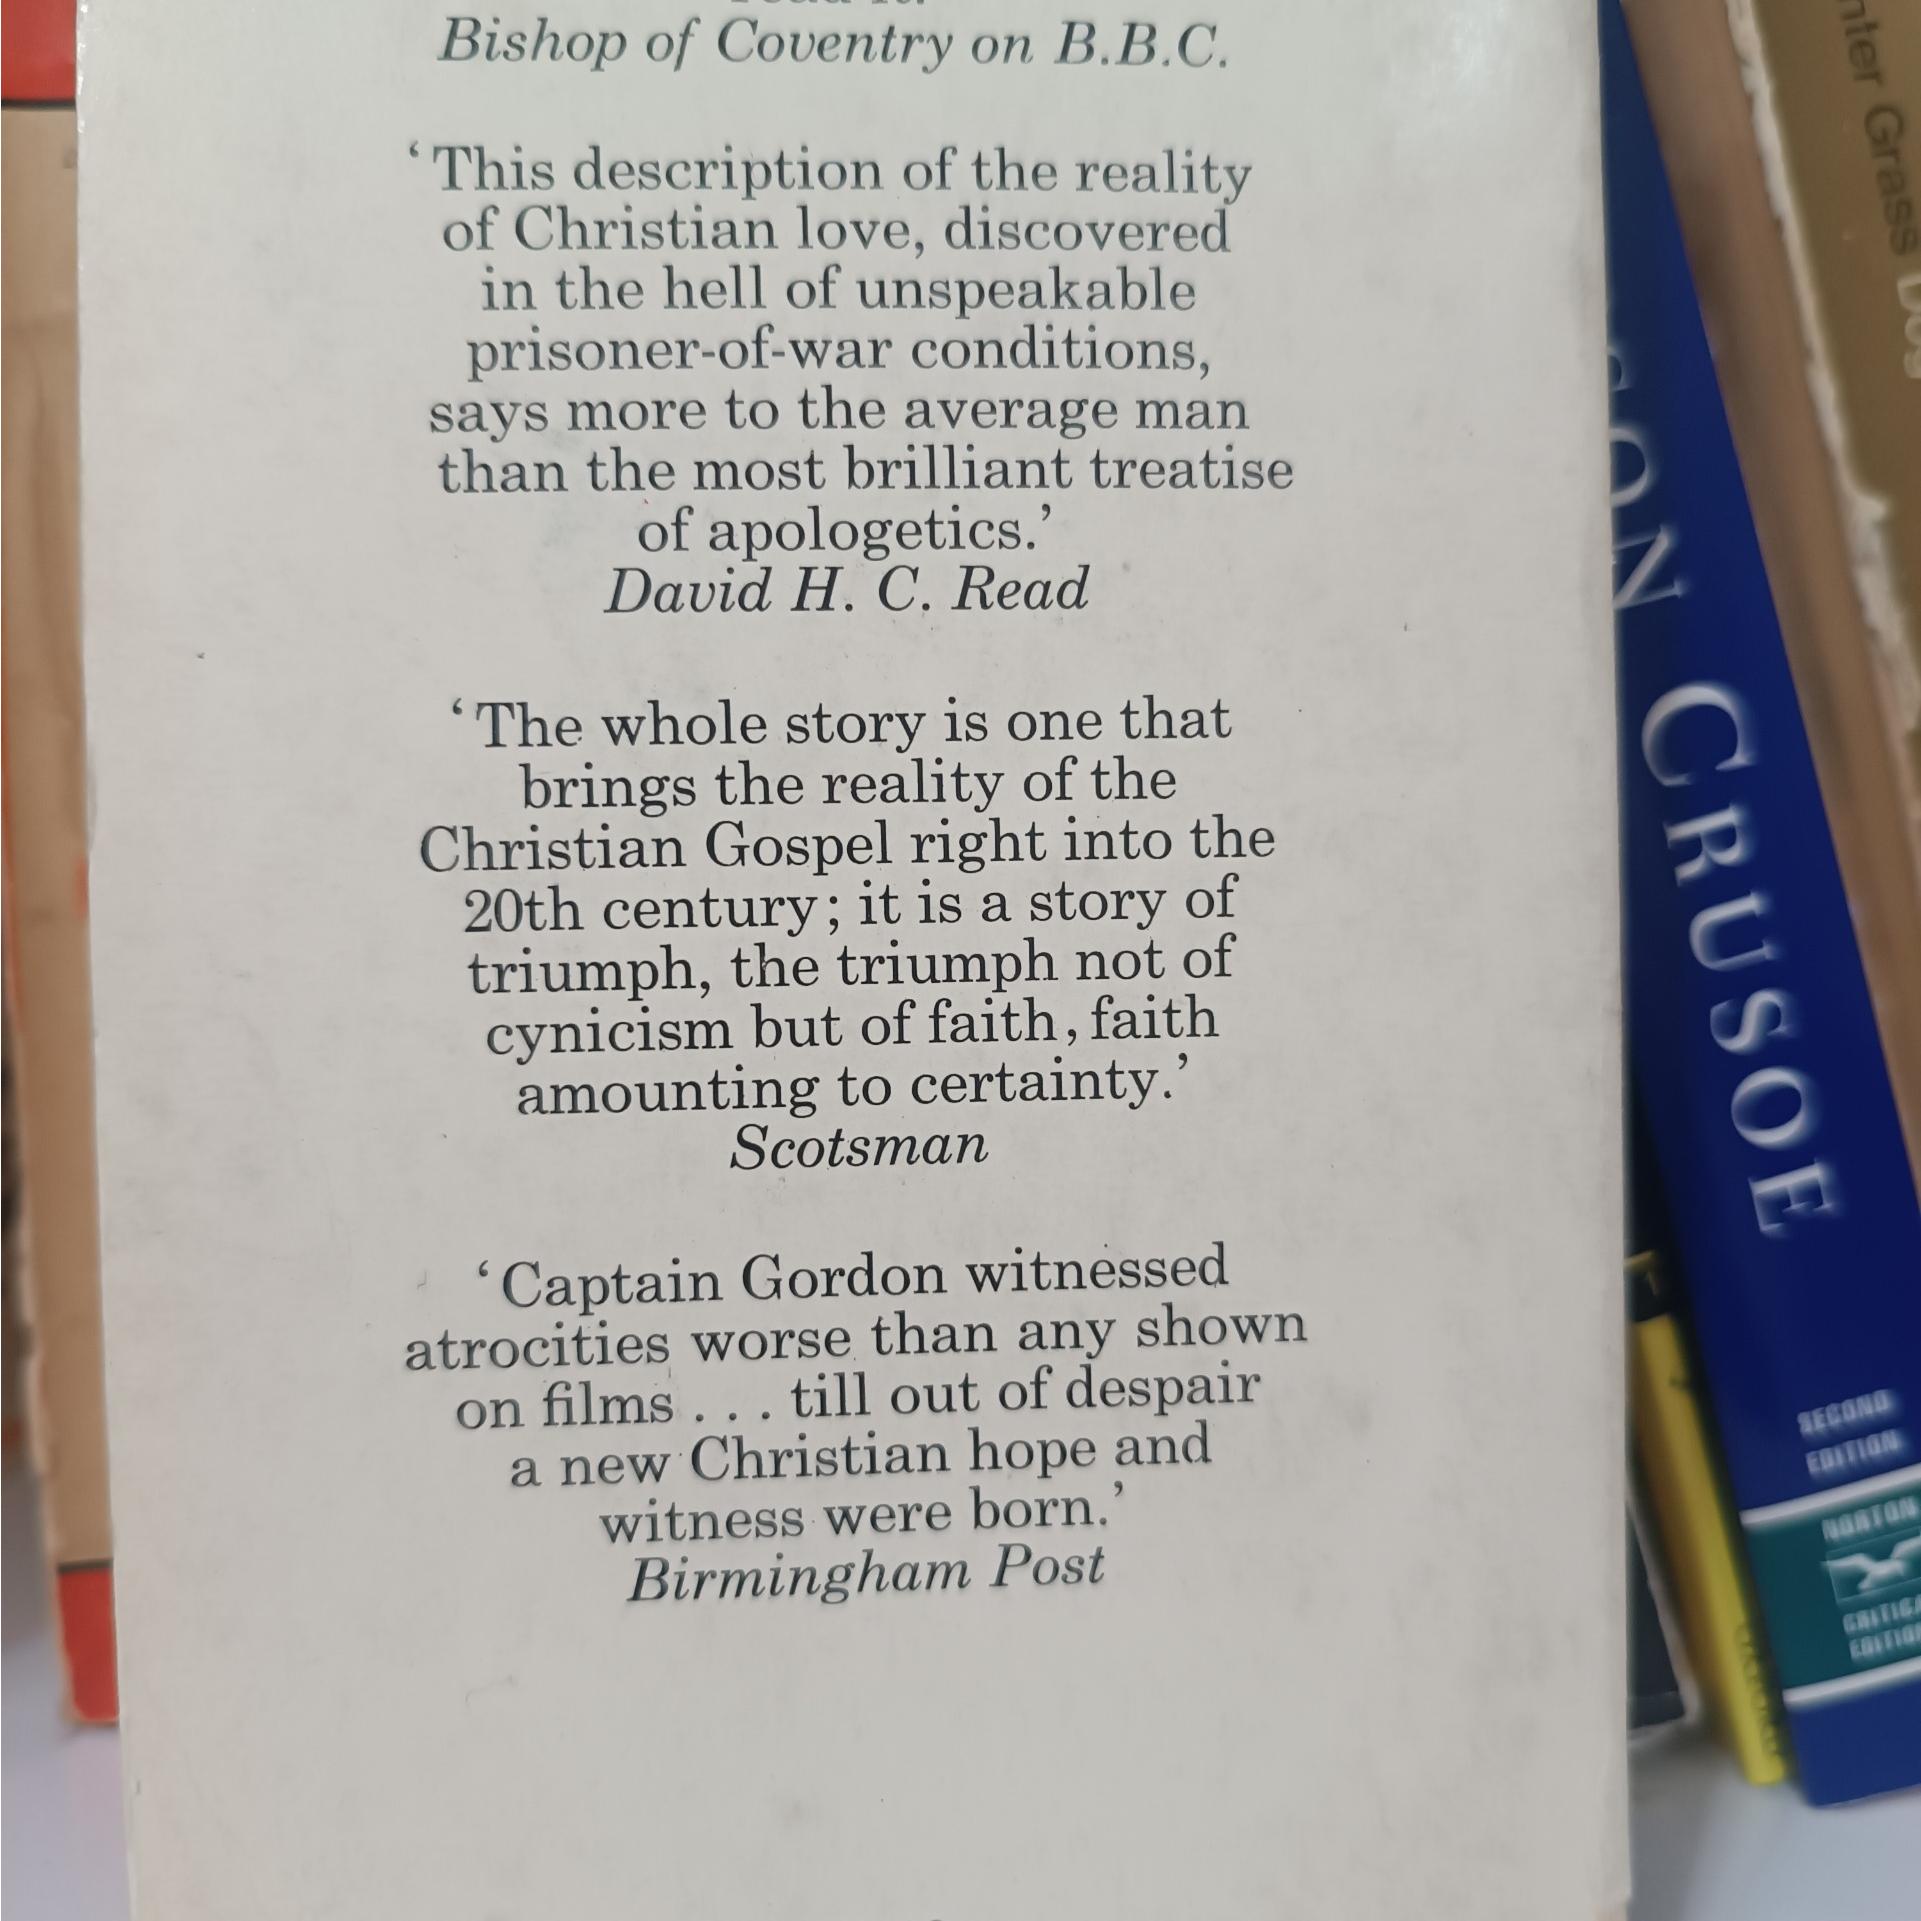 Bishop of Coventry on B.B.C.
‘This description of the reality
of Christian love, discovered
in the hell of unspeakable
prisoner-of-war conditions,
says more to the average man
than the most brilliant treatise
of apologetics.’
David H. C. Read
‘The whole story is one that
brings the reality of the
Christian Gospel right into the
20th century; it is a story of
triumph, the triumph not of
cynicism but of faith, faith
amounting to certainty.’
Scotsman
‘Captain Gordon witnessed
atrocities worse than any shown
on films . . . till out of despair
a new Christian hope and
witness were born.’
Birmingham Post
SON CRUSOE
SECOND
EDITION
NORTON
CRITICA
EDITIO
nter Grass Dog